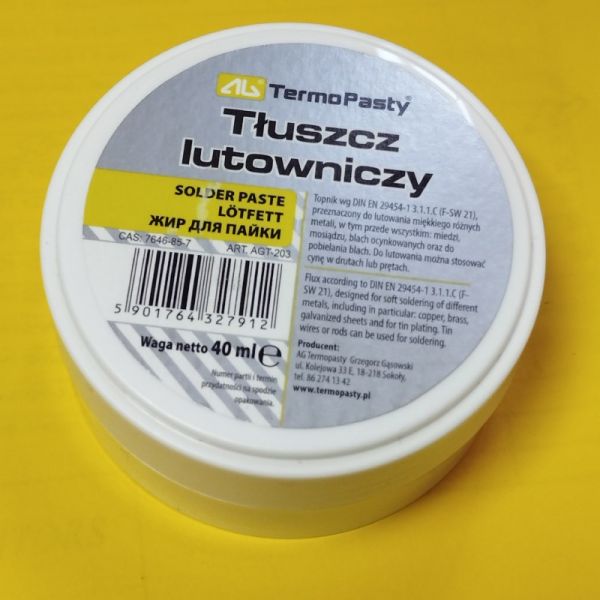 AG TermoPasty®
Tłuszcz
lutowniczy
SOLDER PASTE
LÖTFETT
ЖИР ДЛЯ ПАЙКИ
CAS: 7646-85-7 ART. AGT-203
5 901764 327912
Waga netto 40 ml e
Numer partii i termin
przydatności na spodzie
opakowania.
Topnik wg DIN EN 29454-1 3.1.1.C (F-SW 21),
przeznaczony do lutowania miękkiego różnych
metali, w tym przede wszystkim: miedzi,
mosiądzu, blach ocynkowanych oraz do
pobielania blach. Do lutowania można stosować
cynę w drutach lub prętach.
Flux according to DIN EN 29454-1 3.1.1.C (F-
SW 21), designed for soft soldering of different
metals, including in particular: copper, brass,
galvanized sheets and for tin plating. Tin
wires or rods can be used for soldering.
Producent:
AG Termopasty Grzegorz Gąsowski
ul. Kolejowa 33 E, 18-218 Sokoły,
tel. 86 274 13 42
www.termopasty.pl